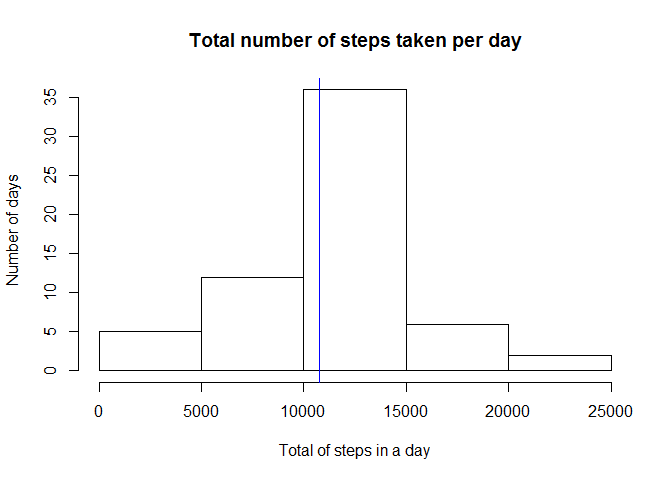 Total number of steps taken per day
Number of days
35
30
25
20
15
10
5
0
0 5000 10000 15000 20000 25000
Total of steps in a day